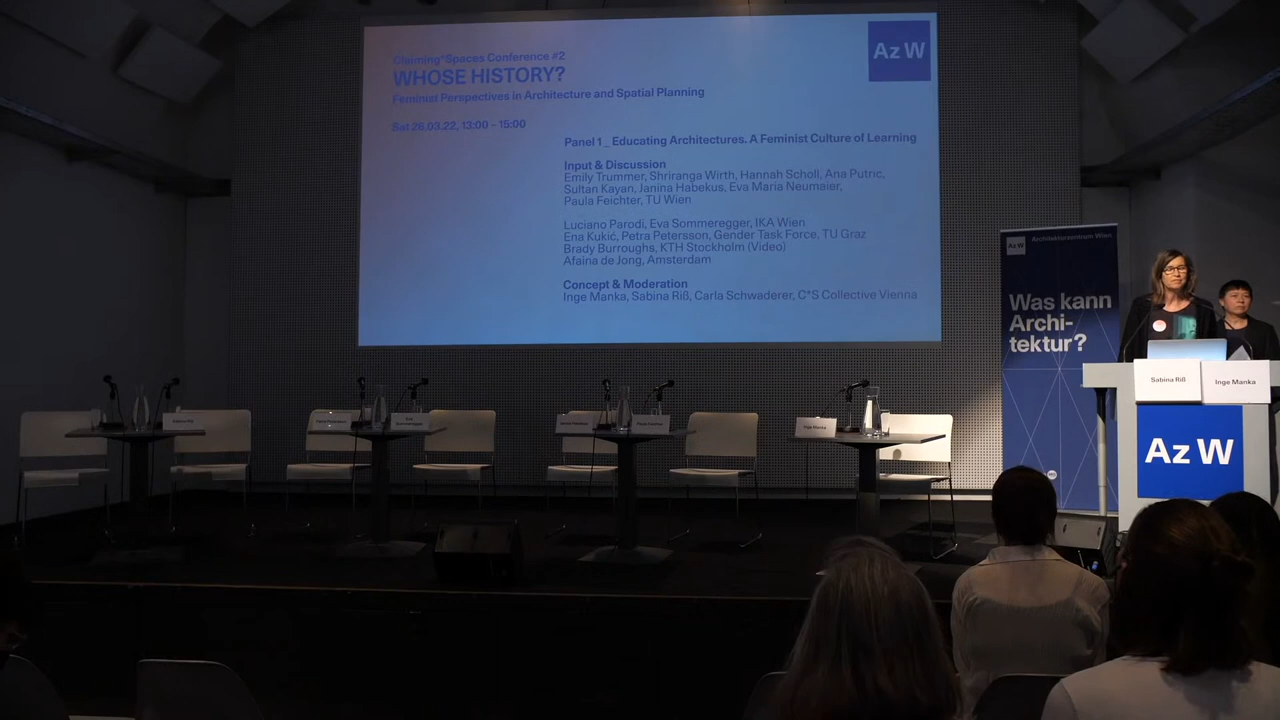 Claiming*Spaces Conference #2
WHOSE HISTORY?
Feminist Perspectives in Architecture and Spatial Planning
Sat 26.03.22, 13:00 - 15:00
Az W
Panel 1 _ Educating Architectures. A Feminist Culture of Learning
Input & Discussion
Emily Trummer, Shriranga Wirth, Hannah Scholl, Ana Putric,
Sultan Kayan, Janina Habekus, Eva Maria Neumaier,
Paula Feichter, TU Wien
Luciano Parodi, Eva Sommeregger, IKA Wien
Ena Kukić, Petra Petersson, Gender Task Force, TU Graz
Brady Burroughs, KTH Stockholm (Video)
Afaina de Jong, Amsterdam
Concept & Moderation
Inge Manka, Sabina Riß, Carla Schwaderer, C*S Collective Vienna
Az W
Architekturzentrum Wien
Was kann
Archi-
tektur?
Sabina Riß
Inge Manka
Az W
Petra Petersson
Inge Manka